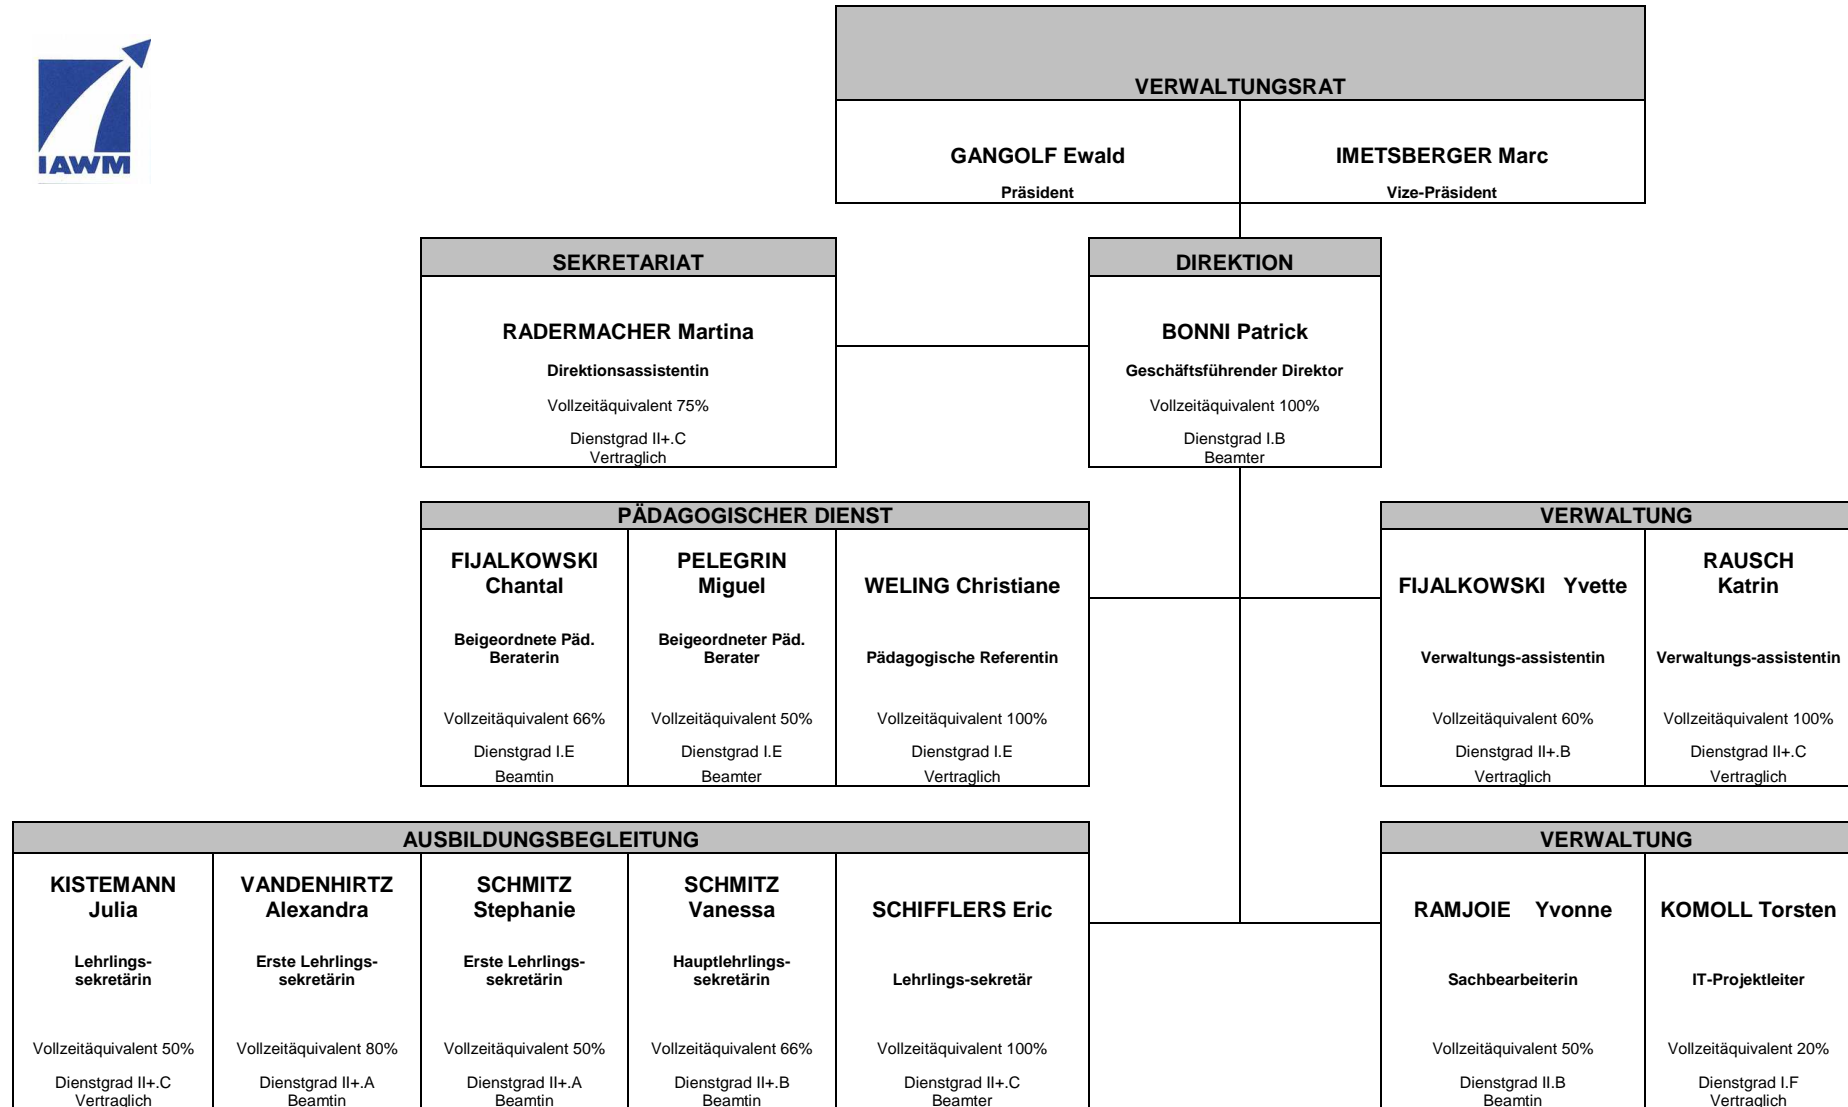 IAWM
VERWALTUNGSRAT
GANGOLF Ewald
Präsident
IMETSBERGER Marc
Vize-Präsident
SEKRETARIAT
RADERMACHER Martina
Direktionsassistentin
Vollzeitäquivalent 75%
Dienstgrad II+.C
Vertraglich
DIREKTION
BONNI Patrick
Geschäftsführender Direktor
Vollzeitäquivalent 100%
Dienstgrad I.B
Beamter
PÄDAGOGISCHER DIENST
FIJALKOWSKI
Chantal
Beigeordnete Päd.
Beraterin
Vollzeitäquivalent 66%
Dienstgrad I.E
Beamtin
PELEGRIN
Miguel
Beigeordneter Päd.
Berater
Vollzeitäquivalent 50%
Dienstgrad I.E
Beamter
WELING Christiane
Pädagogische Referentin
Vollzeitäquivalent 100%
Dienstgrad I.E
Vertraglich
VERWALTUNG
FIJALKOWSKI Yvette
Verwaltungs-assistentin
Vollzeitäquivalent 60%
Dienstgrad II+.B
Vertraglich
RAUSCH
Katrin
Verwaltungs-assistentin
Vollzeitäquivalent 100%
Dienstgrad II+.C
Vertraglich
AUSBILDUNGSBEGLEITUNG
KISTEMANN
Julia
Lehrlings-
sekretärin
Vollzeitäquivalent 50%
Dienstgrad II+.C
Vertraglich
VANDENHIRTZ
Alexandra
Erste Lehrlings-
sekretärin
Vollzeitäquivalent 80%
Dienstgrad II+.A
Beamtin
SCHMITZ
Stephanie
Erste Lehrlings-
sekretärin
Vollzeitäquivalent 50%
Dienstgrad II+.A
Beamtin
SCHMITZ
Vanessa
Hauptlehrlings-
sekretärin
Vollzeitäquivalent 66%
Dienstgrad II+.B
Beamtin
SCHIFFLERS Eric
Lehrlings-sekretär
Vollzeitäquivalent 100%
Dienstgrad II+.C
Beamter
VERWALTUNG
RAMJOIE Yvonne
Sachbearbeiterin
Vollzeitäquivalent 50%
Dienstgrad II.B
Beamtin
KOMOLL Torsten
IT-Projektleiter
Vollzeitäquivalent 20%
Dienstgrad I.F
Vertraglich